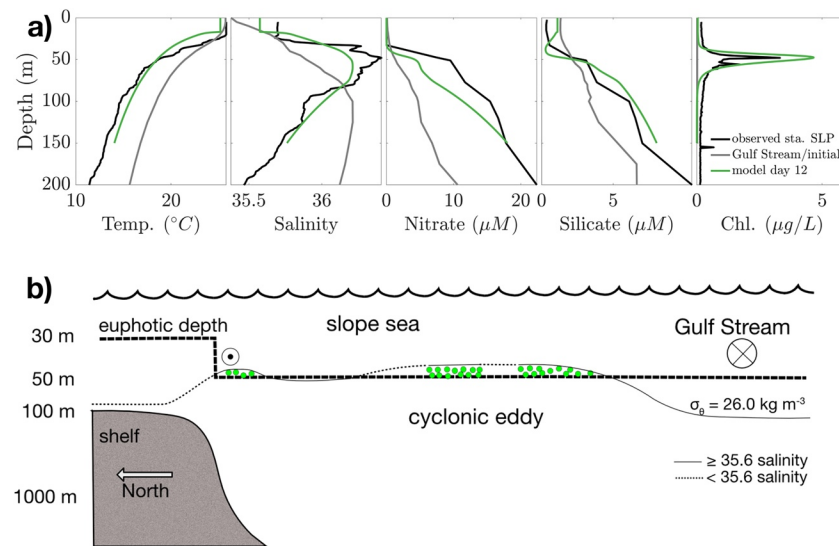 a)
0
50
100
150
200
Depth (m)
10
20
Temp. (°C)
35.5
36
Salinity
0
10
20
Nitrate (μM)
0
5
Silicate (μM)
0
5
Chl. (μg/L)
observed sta. SLP
Gulf Stream/initial
model day 12
b)
30 m
50 m
100 m
1000 m
euphotic depth
slope sea
Gulf Stream
cyclonic eddy
σθ = 26.0 kg m⁻³
shelf
North
≥ 35.6 salinity
< 35.6 salinity